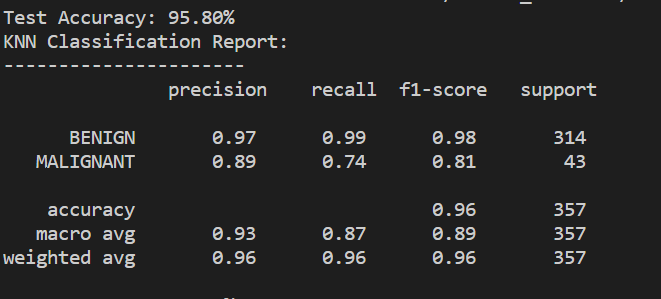 Test Accuracy: 95.80%
KNN Classification Report:
----------------------
precision recall f1-score support
BENIGN 0.97 0.99 0.98 314
MALIGNANT 0.89 0.74 0.81 43
accuracy 0.96 357
macro avg 0.93 0.87 0.89 357
weighted avg 0.96 0.96 0.96 357